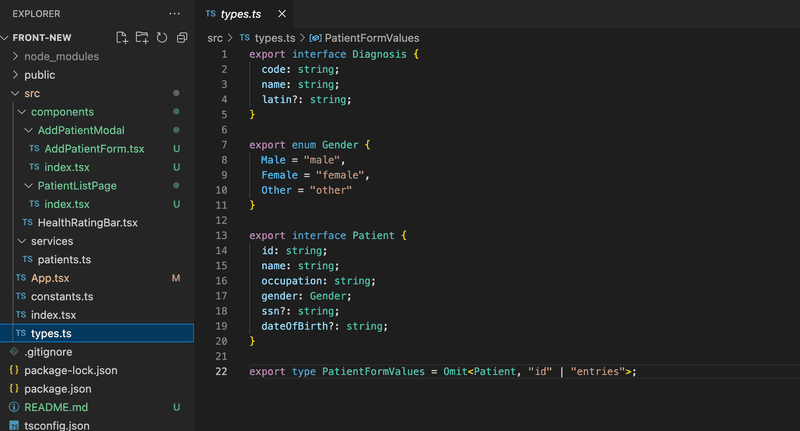 EXPLORER
FRONT-NEW
node_modules
public
src
components
AddPatientModal
TS AddPatientForm.tsx U
TS index.tsx U
PatientListPage
TS index.tsx U
TS HealthRatingBar.tsx
services
TS patients.ts
TS App.tsx M
TS constants.ts
TS index.tsx
TS types.ts
.gitignore
{} package-lock.json
{} package.json
README.md U
TS tsconfig.json
TS types.ts
src > TS types.ts > PatientFormValues
1 export interface Diagnosis {
2 code: string;
3 name: string;
4 latin?: string;
5 }
6
7 export enum Gender {
8 Male = "male",
9 Female = "female",
10 Other = "other"
11 }
12
13 export interface Patient {
14 id: string;
15 name: string;
16 occupation: string;
17 gender: Gender;
18 ssn?: string;
19 dateOfBirth?: string;
20 }
21
22 export type PatientFormValues = Omit<Patient, "id" | "entries">;